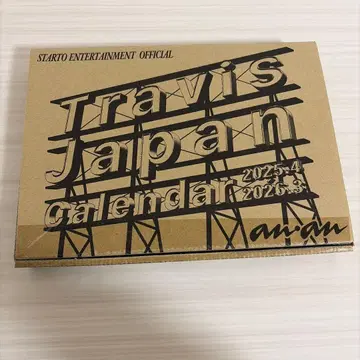 STARTO ENTERTAINMENT OFFICIAL
Travis
Japan
Calendar
2025.4
2026.3
an・an